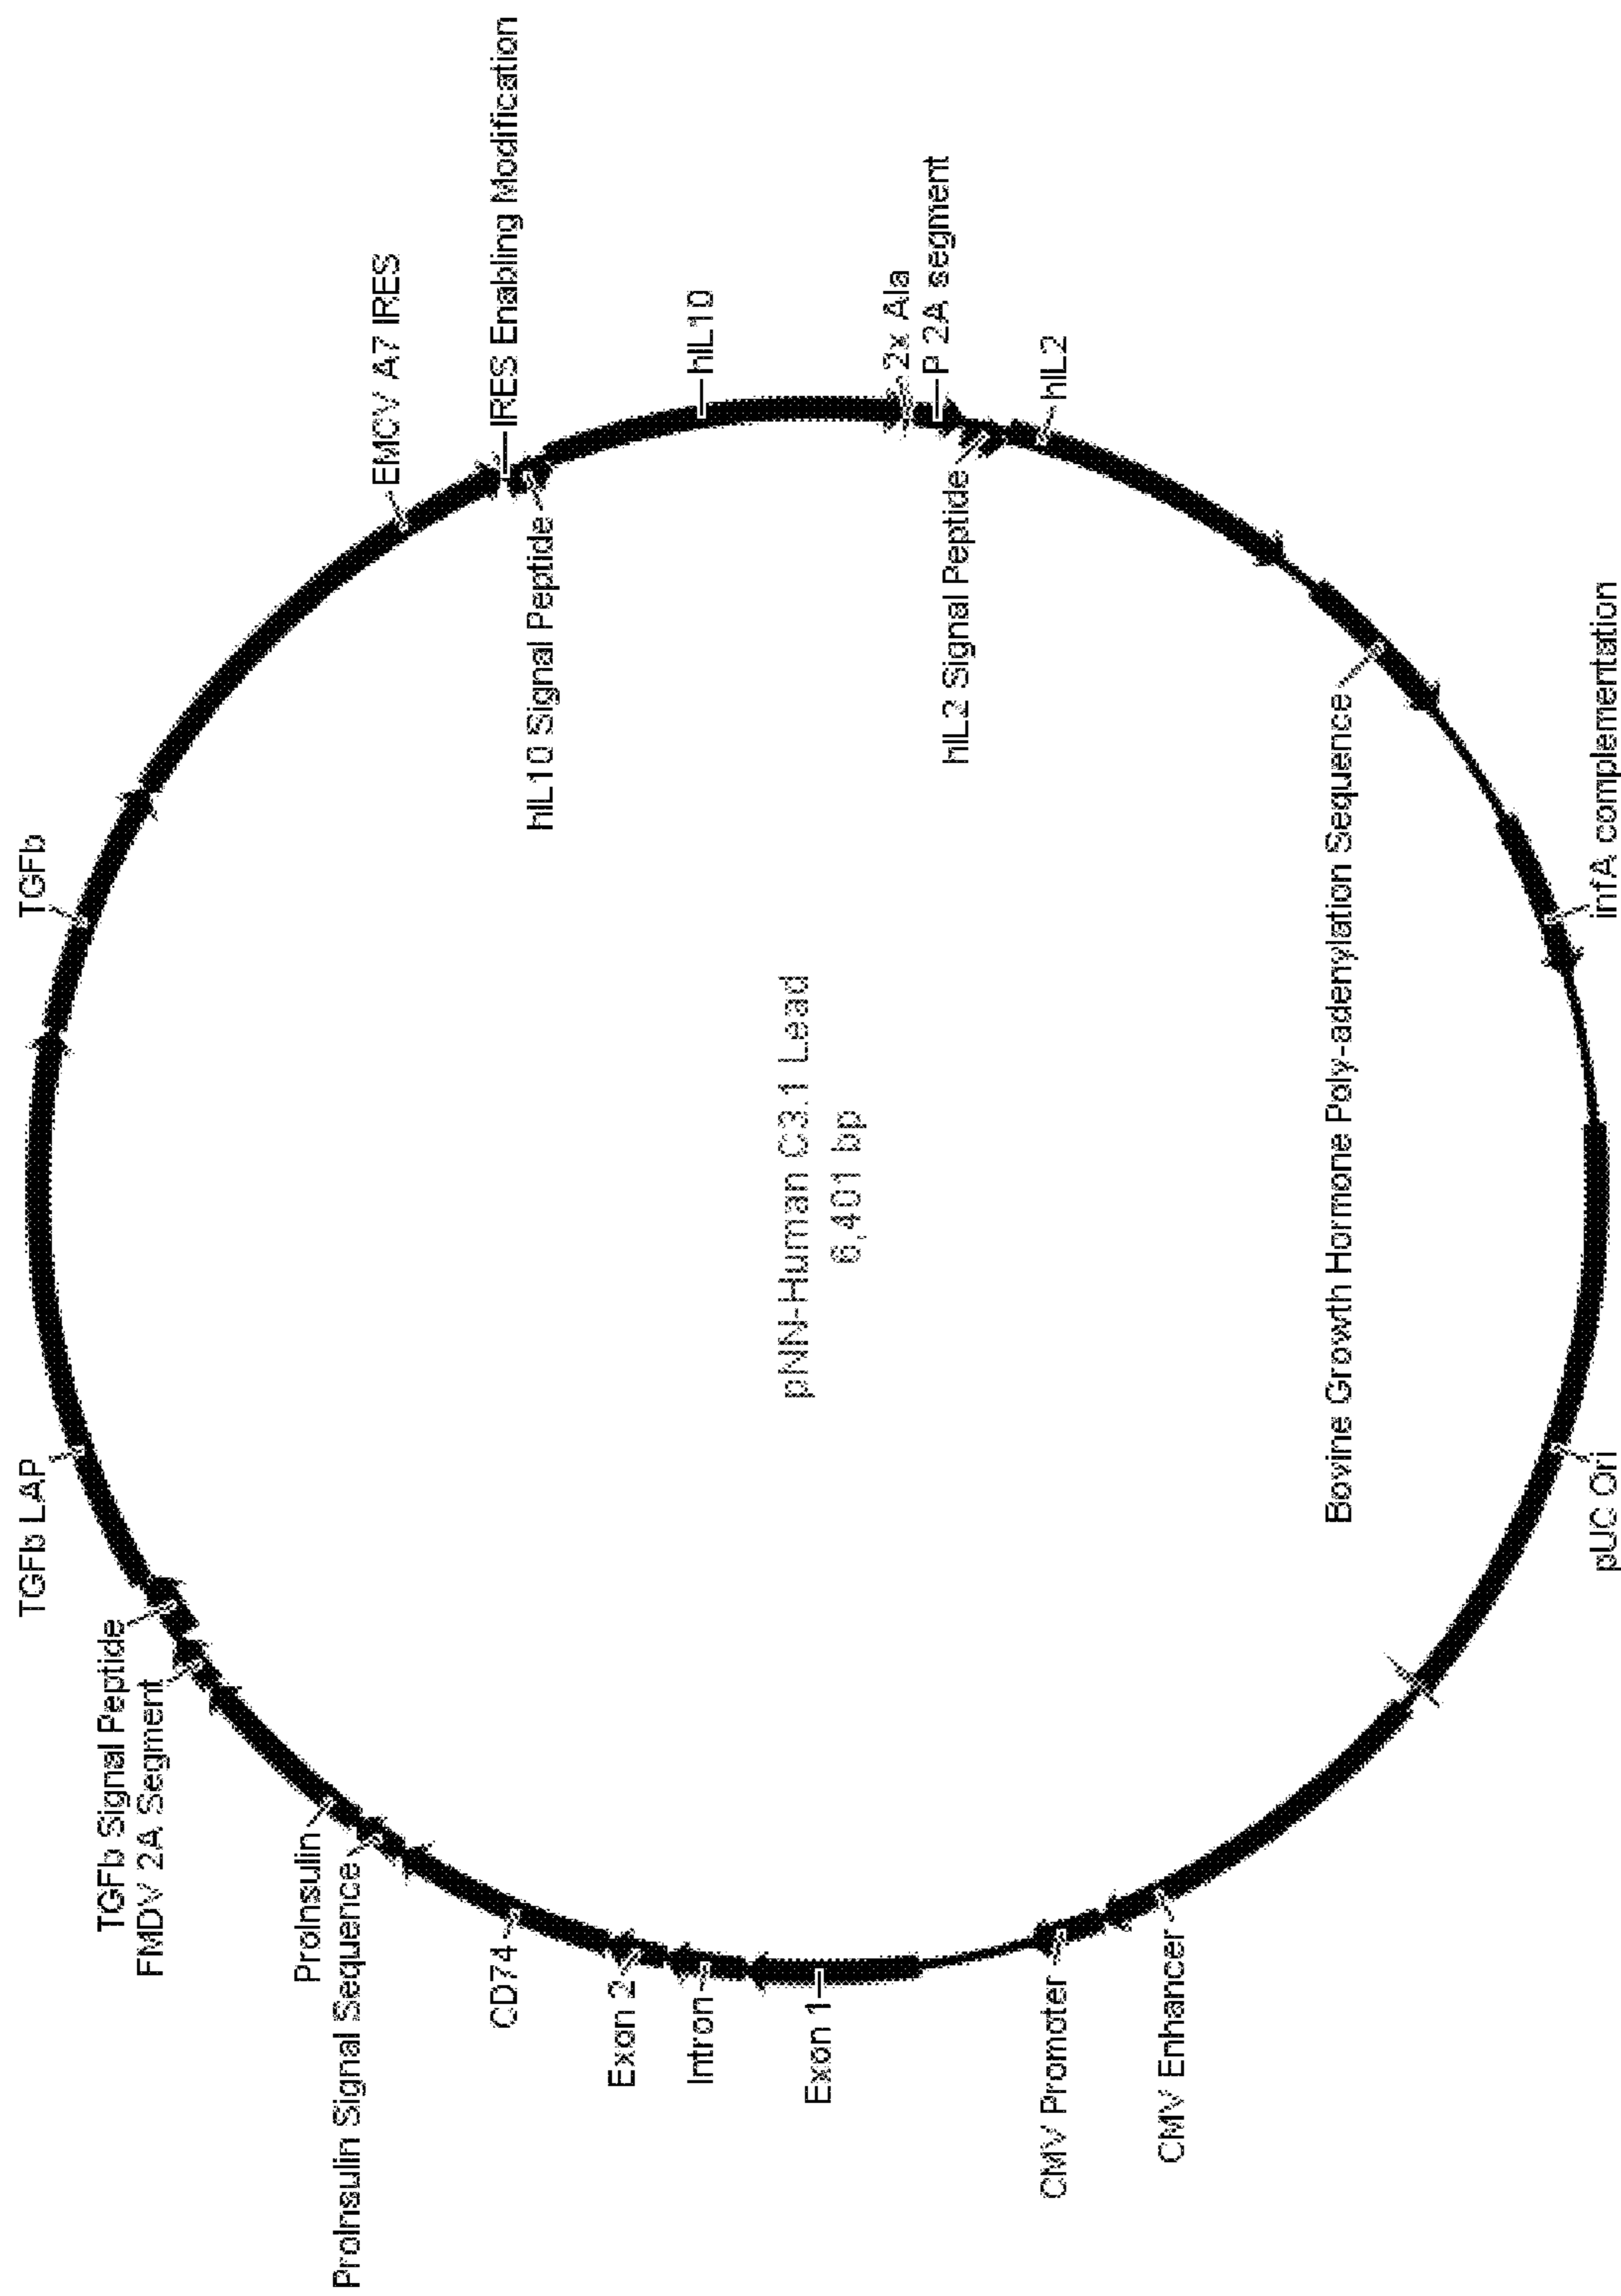 TGFb LAP
TGFb
TGFb Signal Peptide
FMDV 2A Segment
ProInsulin
ProInsulin Signal Sequence
CD74
Exon 2
Intron
Exon 1
CMV Promoter
CMV Enhancer
EMCV A7 IRES
IRES Enabling Modification
hIL10 Signal Peptide
hIL10
2x Ala
P 2A segment
hIL2 Signal Peptide
hIL2
pNN-Human C3.1 Lead
6,401 bp
Bovine Growth Hormone Poly-adenylation Sequence
infA complementation
pUC Ori